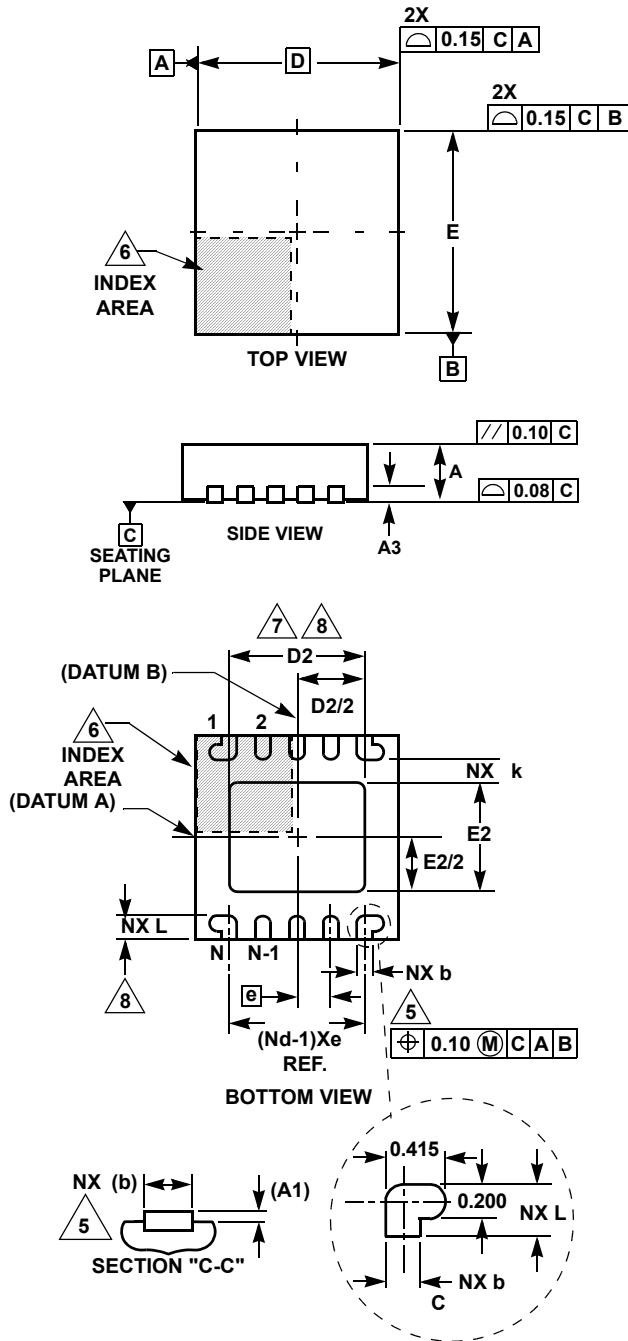 2X
0.15 C A
A
D
2X
0.15 C B
E
6
INDEX
AREA
TOP VIEW
B
// 0.10 C
A
0.08 C
C
SEATING
PLANE
SIDE VIEW
A3
7 8
D2
(DATUM B)
D2/2
6
INDEX
AREA
(DATUM A)
1 2
NX k
E2
E2/2
NX L
8
N N-1
NX b
e
5
(Nd-1)Xe
REF.
0.10 M C A B
BOTTOM VIEW
NX (b)
(A1)
5
SECTION "C-C"
0.415
0.200
NX L
NX b
C